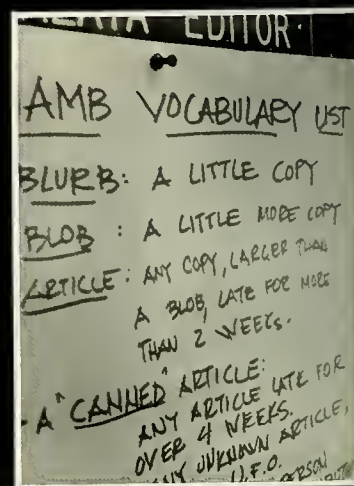 EDITOR
AMB VOCABULARY LIST
BLURB: A LITTLE COPY
BLOB : A LITTLE MORE COPY
ARTICLE: ANY COPY, LARGER THAN
A BLOB, LATE FOR MORE
THAN 2 WEEKS.
A "CANNED" ARTICLE:
ANY ARTICLE LATE FOR
OVER 4 WEEKS.
ANY UNKNOWN ARTICLE,
U.F.O.
PERSON